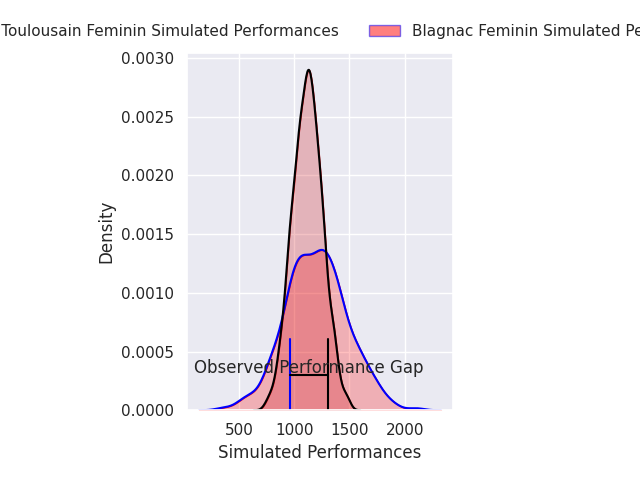 Toulousain Feminin Simulated Performances
Blagnac Feminin Simulated
0.0030
0.0025
0.0020
0.0015
0.0010
0.0005
0.0000
Density
Observed Performance Gap
500 1000 1500 2000
Simulated Performances